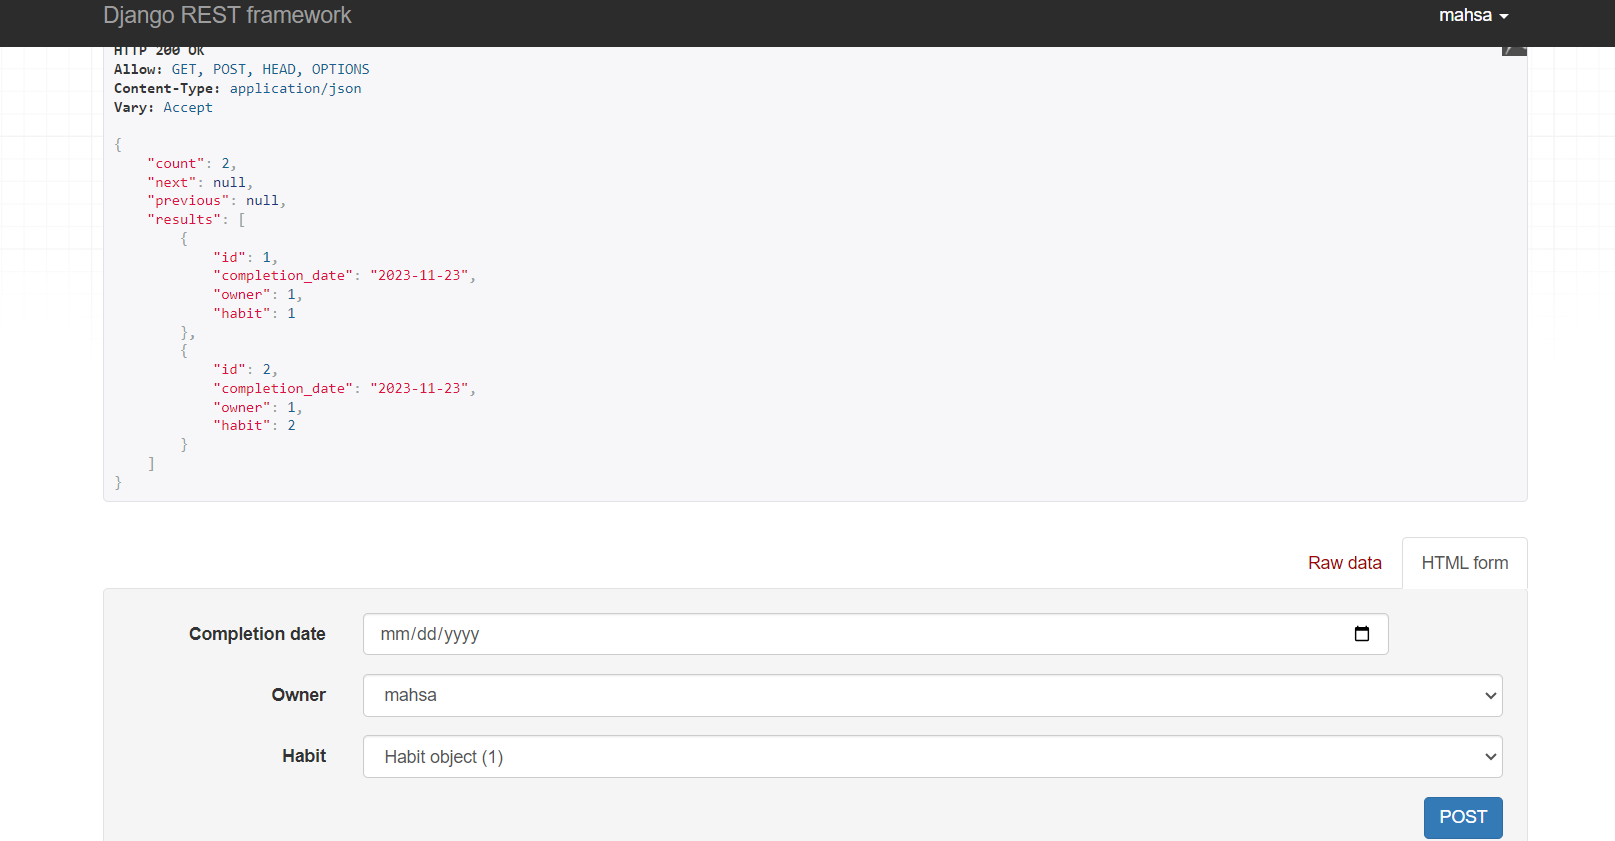 Django REST framework
mahsa
HTTP 200 OK
Allow: GET, POST, HEAD, OPTIONS
Content-Type: application/json
Vary: Accept
{
"count": 2,
"next": null,
"previous": null,
"results": [
{
"id": 1,
"completion_date": "2023-11-23",
"owner": 1,
"habit": 1
},
{
"id": 2,
"completion_date": "2023-11-23",
"owner": 1,
"habit": 2
}
]
}
Raw data
HTML form
Completion date
mm/dd/yyyy
Owner
mahsa
Habit
Habit object (1)
POST